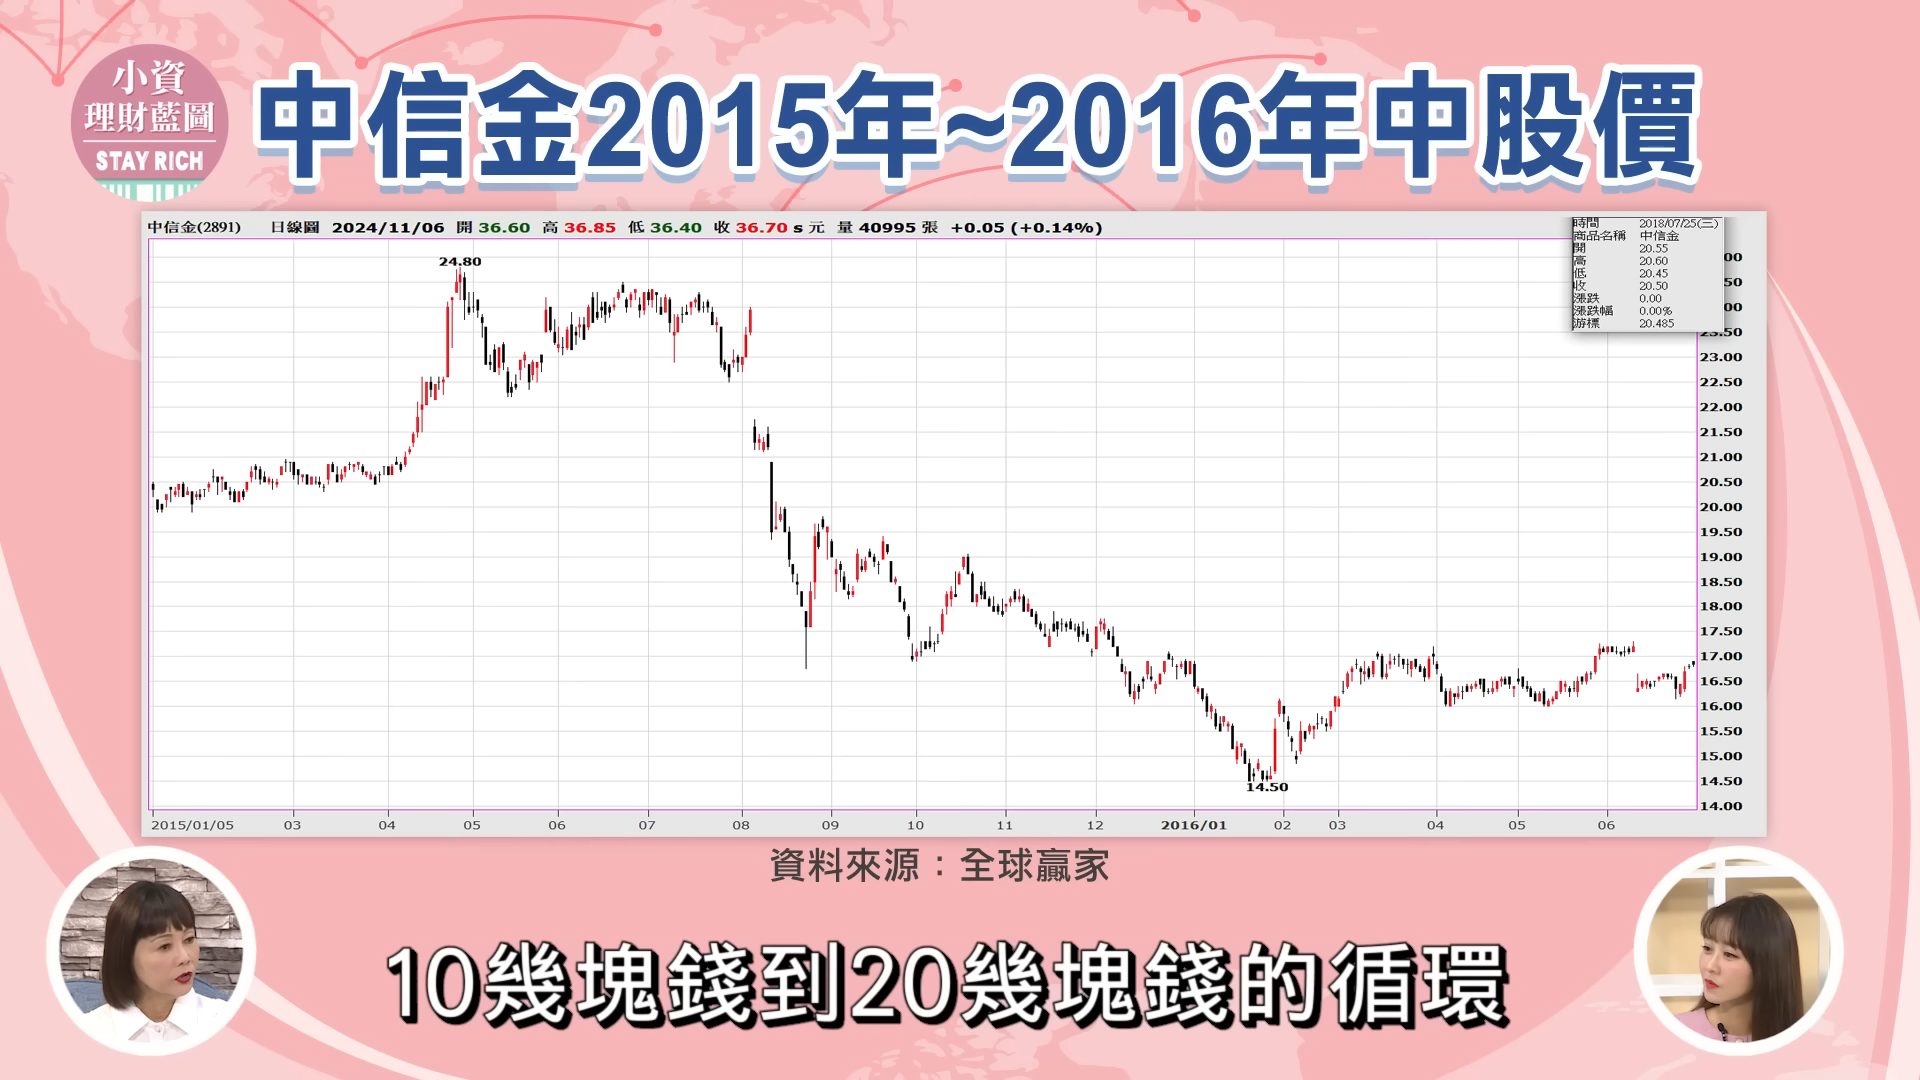 小資
理財藍圖
STAY RICH
中信金2015年~2016年中股價
中信金(2891) 日線圖 2024/11/06 開 36.60 高 36.85 低 36.40 收 36.70 s 元 量 40995 張 +0.05 (+0.14%)
時間 2018/07/25(三)
商品名稱 中信金
開 20.55
高 20.60
低 20.45
收 20.50
漲跌 0.00
漲跌幅 0.00%
游標 20.485
24.80
14.50
23.50
23.00
22.50
22.00
21.50
21.00
20.50
20.00
19.50
19.00
18.50
18.00
17.50
17.00
16.50
16.00
15.50
15.00
14.50
14.00
2015/01/05 03 04 05 06 07 08 09 10 11 12 2016/01 02 03 04 05 06
資料來源：全球贏家
10幾塊錢到20幾塊錢的循環